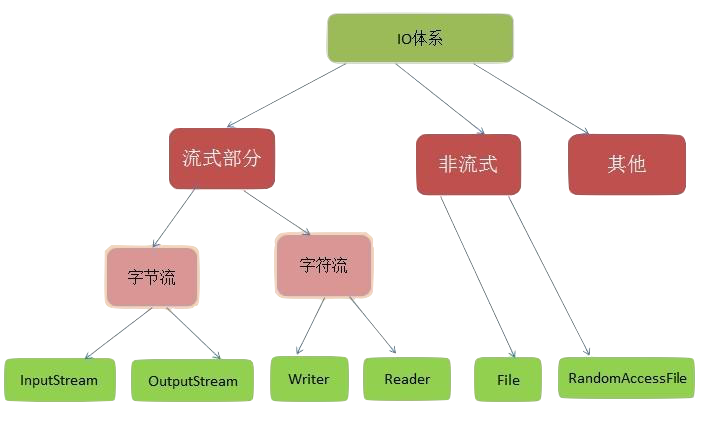 IO体系
流式部分
非流式
其他
字节流
字符流
InputStream
OutputStream
Writer
Reader
File
RandomAccessFile